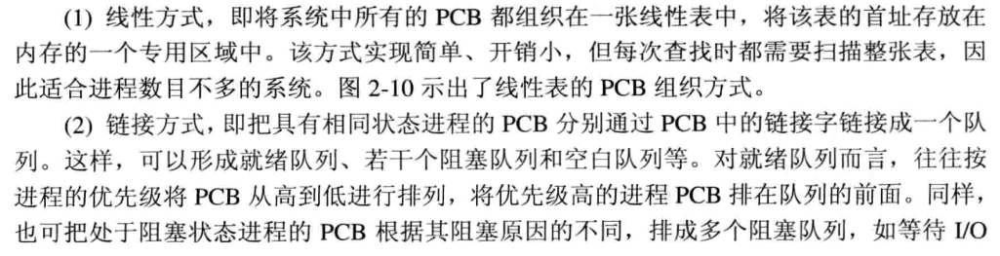 (1) 线性方式，即将系统中所有的 PCB 都组织在一张线性表中，将该表的首址存放在
内存的一个专用区域中。该方式实现简单、开销小，但每次查找时都需要扫描整张表，因
此适合进程数目不多的系统。图 2-10 示出了线性表的 PCB 组织方式。
(2) 链接方式，即把具有相同状态进程的 PCB 分别通过 PCB 中的链接字链接成一个队
列。这样，可以形成就绪队列、若干个阻塞队列和空白队列等。对就绪队列而言，往往按
进程的优先级将 PCB 从高到低进行排列，将优先级高的进程 PCB 排在队列的前面。同样，
也可把处于阻塞状态进程的 PCB 根据其阻塞原因的不同，排成多个阻塞队列，如等待 I/O